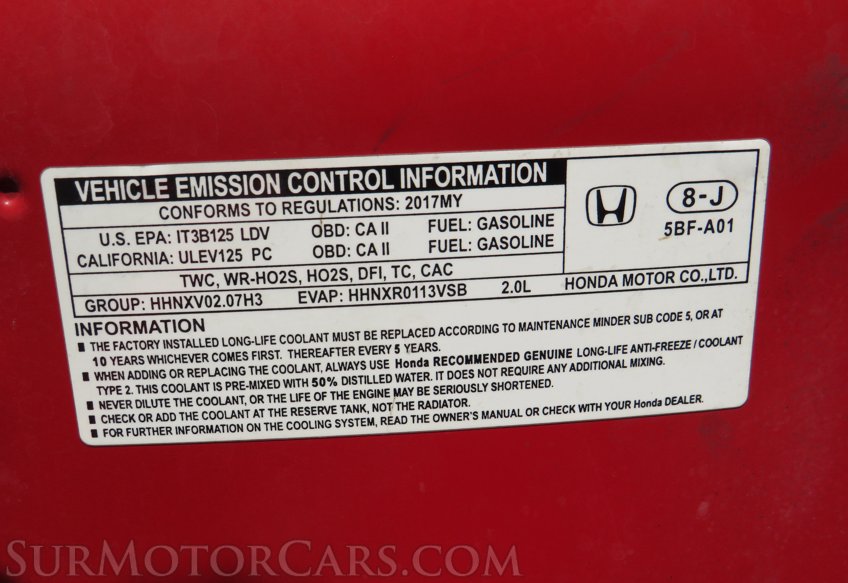 VEHICLE EMISSION CONTROL INFORMATION
CONFORMS TO REGULATIONS: 2017MY
U.S. EPA: IT3B125 LDV OBD: CA II FUEL: GASOLINE
CALIFORNIA: ULEV125 PC OBD: CA II FUEL: GASOLINE
TWC, WR-HO2S, HO2S, DFI, TC, CAC
GROUP: HHNXV02.07H3 EVAP: HHNXR0113VSB 2.0L
8-J
5BF-A01
HONDA MOTOR CO.,LTD.
INFORMATION
■ THE FACTORY INSTALLED LONG-LIFE COOLANT MUST BE REPLACED ACCORDING TO MAINTENANCE MINDER SUB CODE 5, OR AT
10 YEARS WHICHEVER COMES FIRST. THEREAFTER EVERY 5 YEARS.
■ WHEN ADDING OR REPLACING THE COOLANT, ALWAYS USE Honda RECOMMENDED GENUINE LONG-LIFE ANTI-FREEZE / COOLANT
TYPE 2. THIS COOLANT IS PRE-MIXED WITH 50% DISTILLED WATER. IT DOES NOT REQUIRE ANY ADDITIONAL MIXING.
■ NEVER DILUTE THE COOLANT, OR THE LIFE OF THE ENGINE MAY BE SERIOUSLY SHORTENED.
■ CHECK OR ADD THE COOLANT AT THE RESERVE TANK, NOT THE RADIATOR.
■ FOR FURTHER INFORMATION ON THE COOLING SYSTEM, READ THE OWNER'S MANUAL OR CHECK WITH YOUR Honda DEALER.
SURMOTORCARS.COM